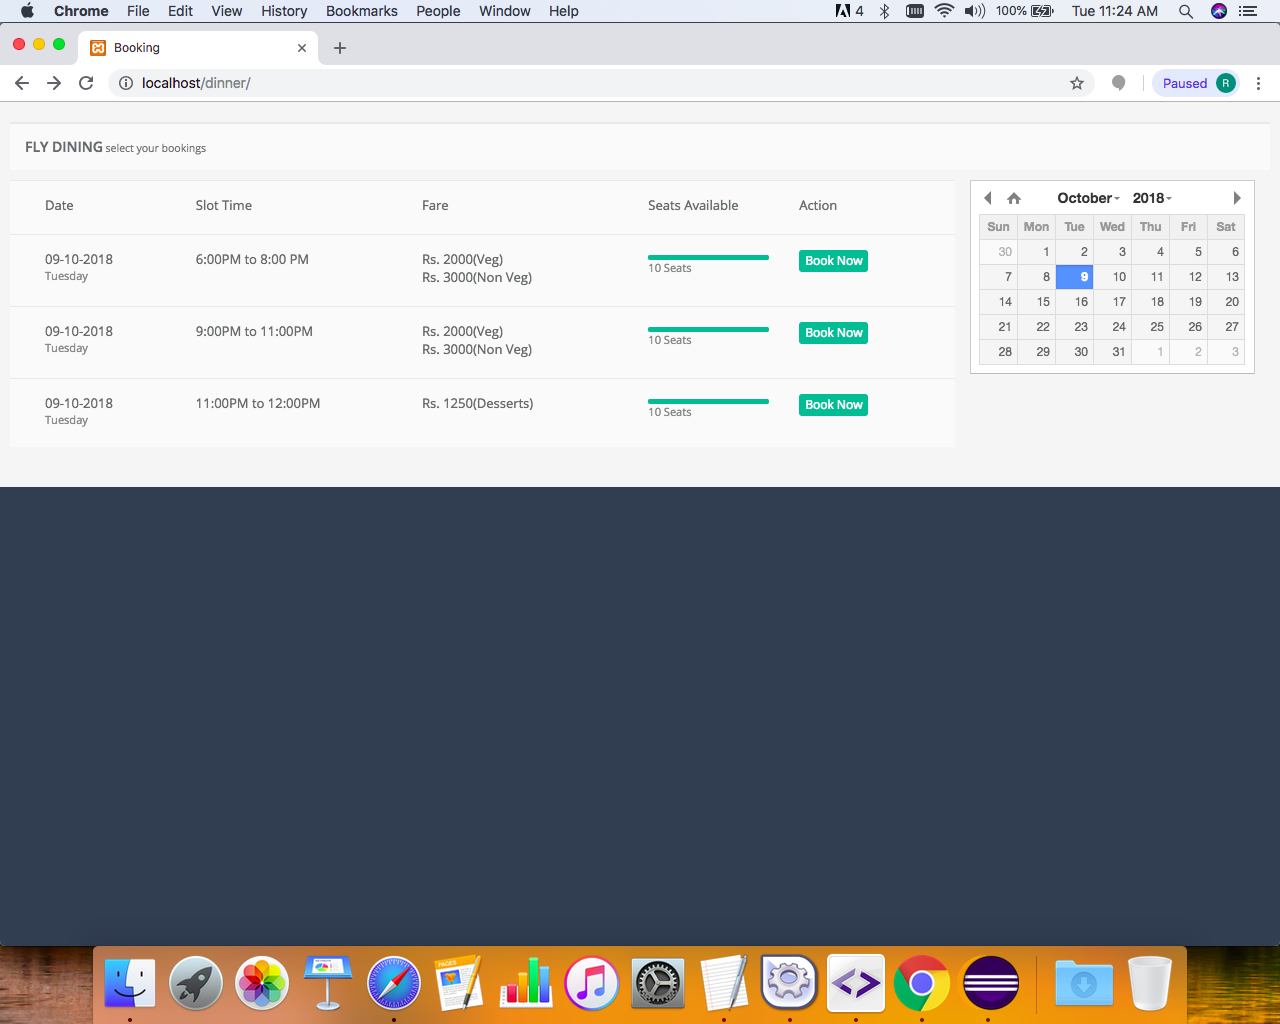 Chrome File Edit View History Bookmarks People Window Help 4 100% Tue 11:24 AM
Booking
localhost/dinner/ Paused R
FLY DINING select your bookings
Date Slot Time Fare Seats Available Action
09-10-2018 6:00PM to 8:00 PM Rs. 2000(Veg) Book Now
Tuesday Rs. 3000(Non Veg) 10 Seats
09-10-2018 9:00PM to 11:00PM Rs. 2000(Veg) Book Now
Tuesday Rs. 3000(Non Veg) 10 Seats
09-10-2018 11:00PM to 12:00PM Rs. 1250(Desserts) Book Now
Tuesday 10 Seats
October 2018
Sun Mon Tue Wed Thu Fri Sat
30 1 2 3 4 5 6
7 8 9 10 11 12 13
14 15 16 17 18 19 20
21 22 23 24 25 26 27
28 29 30 31 1 2 3
PAGES